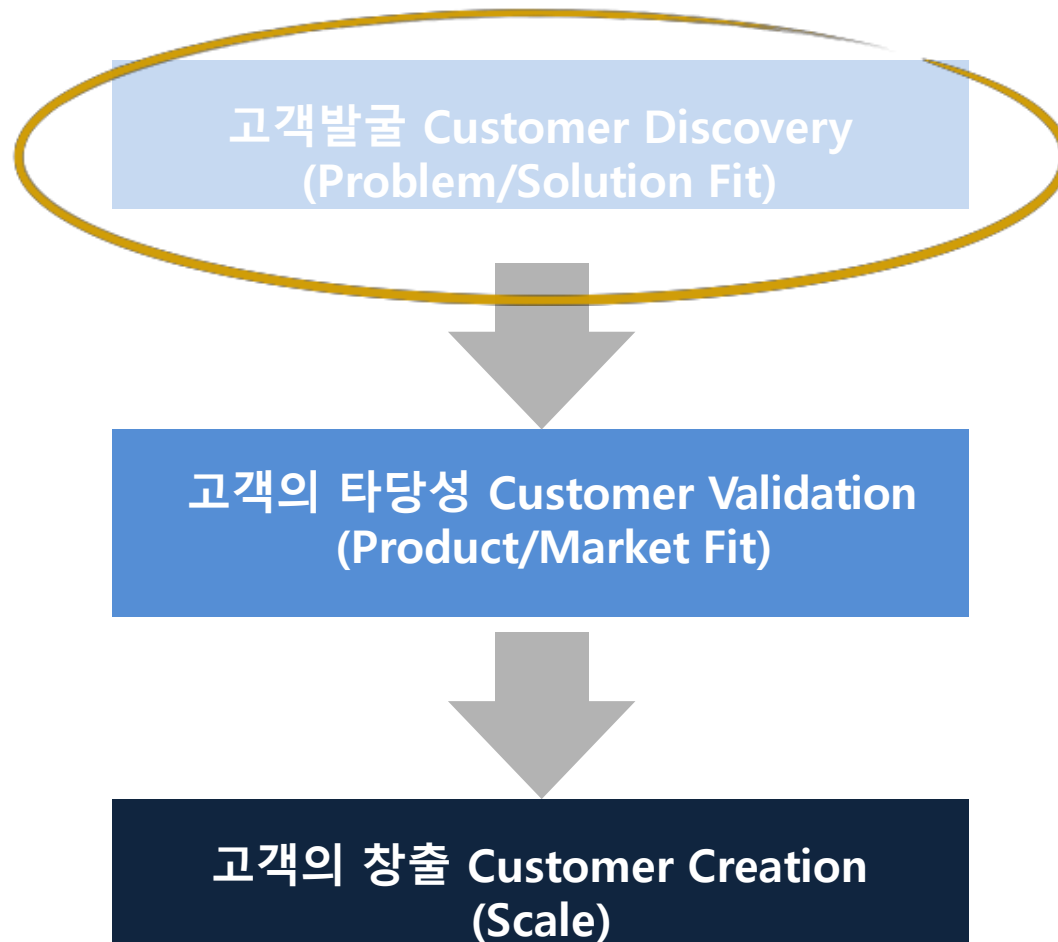 고객발굴 Customer Discovery
(Problem/Solution Fit)
고객의 타당성 Customer Validation
(Product/Market Fit)
고객의 창출 Customer Creation
(Scale)